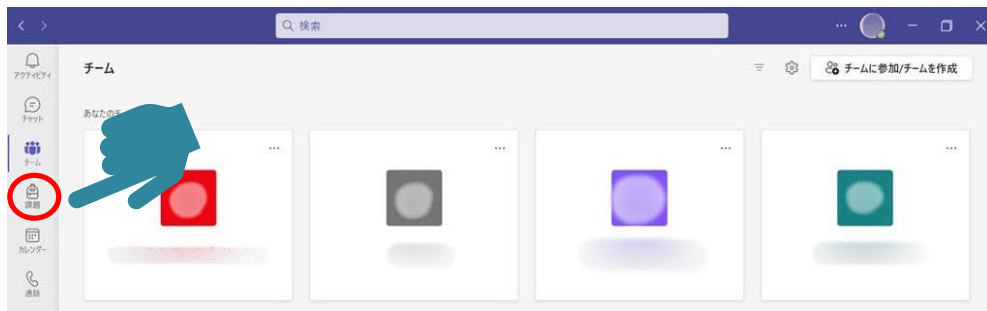 検索
アクティビティ
チーム
チームに参加/チームを作成
チャット
あなたの
チーム
課題
カレンダー
通話